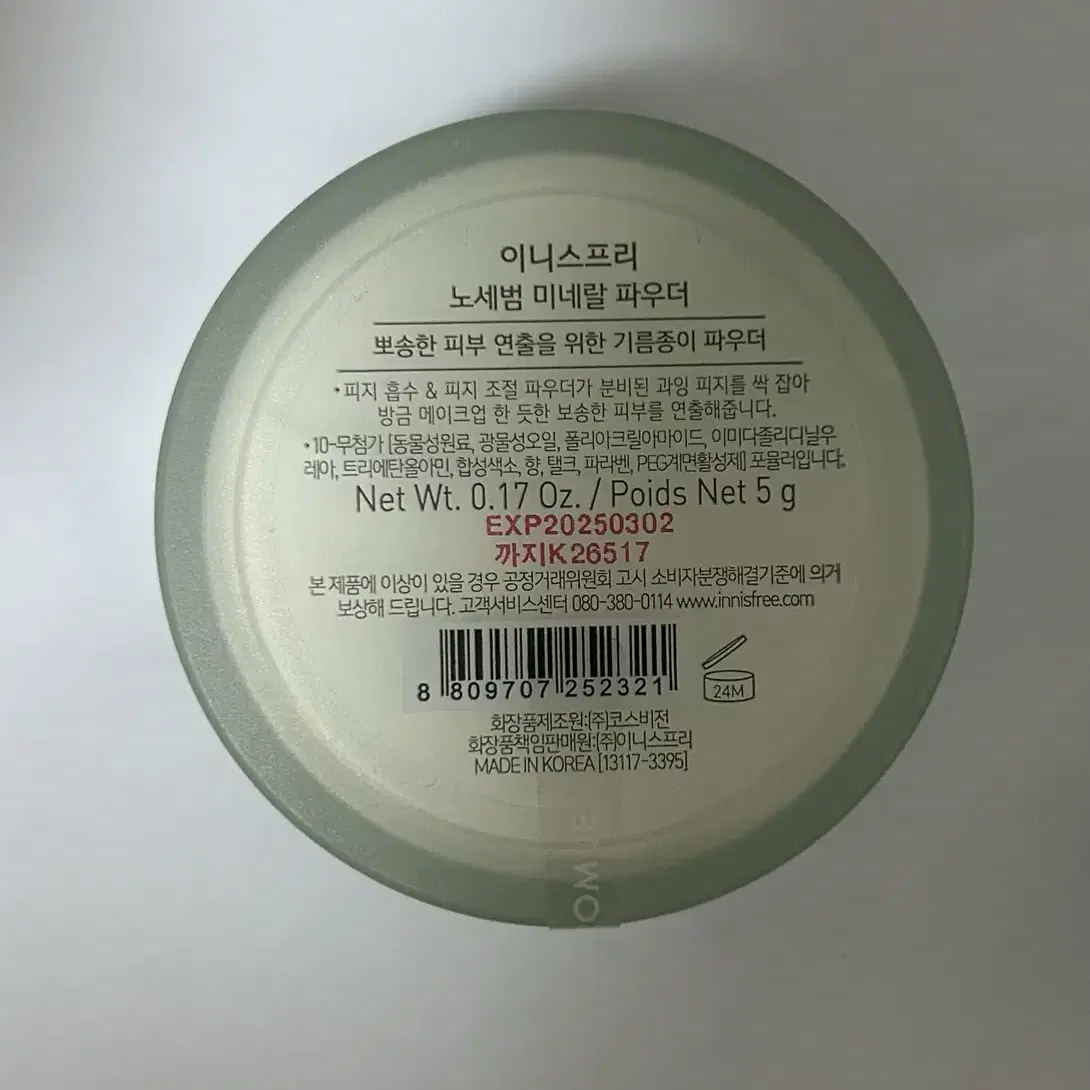 이니스프리
노세범 미네랄 파우더
뽀송한 피부 연출을 위한 기름종이 파우더
• 피지 흡수 & 피지 조절 파우더가 분비된 과잉 피지를 싹 잡아
방금 메이크업 한 듯한 보송한 피부를 연출해줍니다.
• 10-무첨가 [동물성원료, 광물성오일, 폴리아크릴아마이드, 이미다졸리디닐우
레아, 트리에탄올아민, 합성색소, 향, 탤크, 파라벤, PEG계면활성제] 포뮬러입니다.
Net Wt. 0.17 Oz. / Poids Net 5 g
EXP20250302
까지K26517
본 제품에 이상이 있을 경우 공정거래위원회 고시 소비자분쟁해결기준에 의거
보상해 드립니다. 고객서비스센터 080-380-0114 www.innisfree.com
8 809707 252321
24M
화장품제조원:(주)코스비전
화장품책임판매원:(주)이니스프리
MADE IN KOREA [13117-3395]